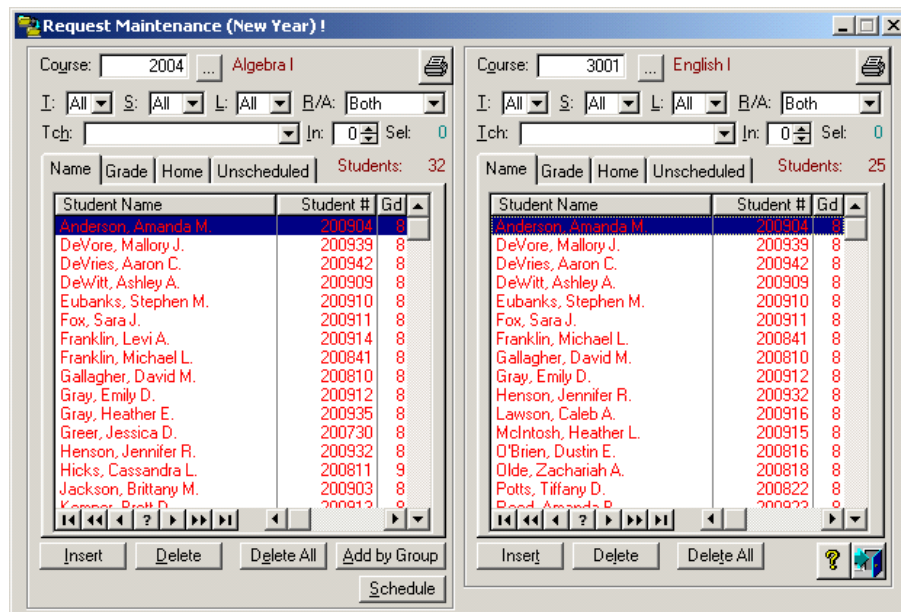 Request Maintenance (New Year) !
Course: 2004 ... Algebra I
T: All S: All L: All R/A: Both
Tch: In: 0 Sel: 0
Name Grade Home Unscheduled Students: 32
Student Name Student # Gd
Anderson, Amanda M. 200904 8
DeVore, Mallory J. 200939 8
DeVries, Aaron C. 200942 8
DeWitt, Ashley A. 200909 8
Eubanks, Stephen M. 200910 8
Fox, Sara J. 200911 8
Franklin, Levi A. 200914 8
Franklin, Michael L. 200841 8
Gallagher, David M. 200810 8
Gray, Emily D. 200912 8
Gray, Heather E. 200935 8
Greer, Jessica D. 200730 8
Henson, Jennifer R. 200932 8
Hicks, Cassandra L. 200811 9
Jackson, Brittany M. 200903 8
?
Insert Delete Delete All Add by Group
Schedule
Course: 3001 ... English I
T: All S: All L: All R/A: Both
Tch: In: 0 Sel: 0
Name Grade Home Unscheduled Students: 25
Student Name Student # Gd
Anderson, Amanda M. 200904 8
DeVore, Mallory J. 200939 8
DeVries, Aaron C. 200942 8
DeWitt, Ashley A. 200909 8
Eubanks, Stephen M. 200910 8
Fox, Sara J. 200911 8
Franklin, Michael L. 200841 8
Gallagher, David M. 200810 8
Gray, Emily D. 200912 8
Henson, Jennifer R. 200932 8
Lawson, Caleb A. 200916 8
McIntosh, Heather L. 200915 8
O'Brien, Dustin E. 200816 8
Olde, Zachariah A. 200818 8
Potts, Tiffany D. 200822 8
?
Insert Delete Delete All ?